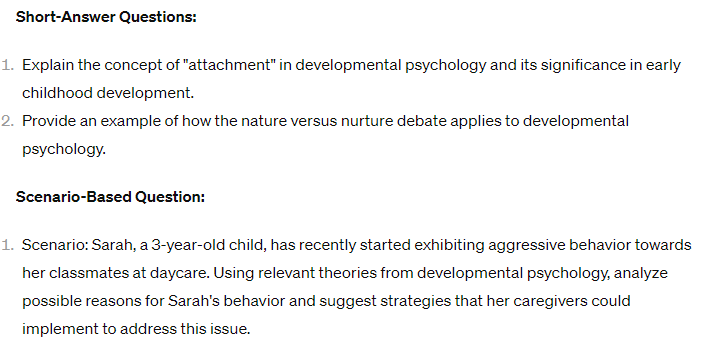 Short-Answer Questions:
1. Explain the concept of "attachment" in developmental psychology and its significance in early
childhood development.
2. Provide an example of how the nature versus nurture debate applies to developmental
psychology.
Scenario-Based Question:
1. Scenario: Sarah, a 3-year-old child, has recently started exhibiting aggressive behavior towards
her classmates at daycare. Using relevant theories from developmental psychology, analyze
possible reasons for Sarah's behavior and suggest strategies that her caregivers could
implement to address this issue.